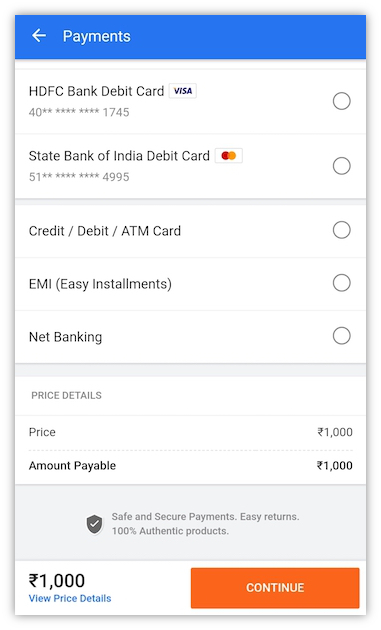 Payments
HDFC Bank Debit Card VISA
40** **** **** 1745
State Bank of India Debit Card
51** **** **** 4995
Credit / Debit / ATM Card
EMI (Easy Installments)
Net Banking
PRICE DETAILS
Price ₹1,000
Amount Payable ₹1,000
Safe and Secure Payments. Easy returns.
100% Authentic products.
₹1,000
View Price Details
CONTINUE